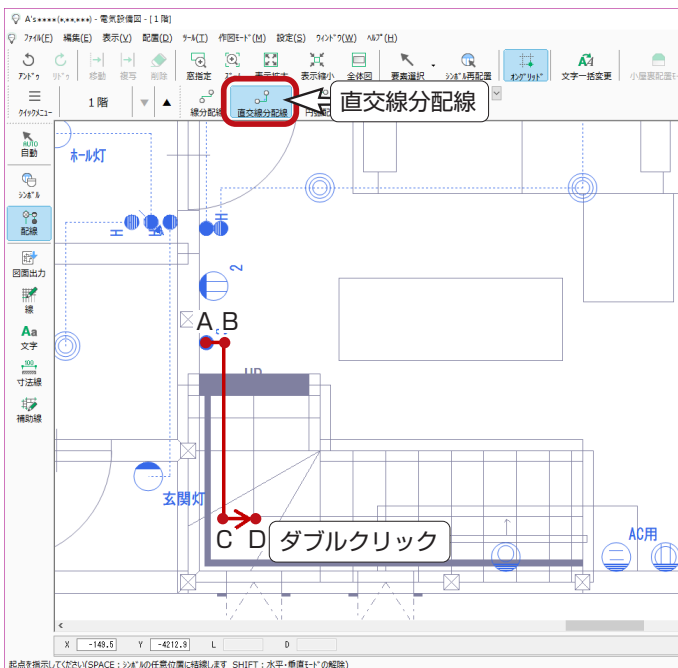 A's****(*.**.***) - 電気設備図 - [1 階]
ファイル(F) 編集(E) 表示(V) 配置(D) ツール(T) 作図モード(M) 設定(S) ウィンドウ(W) ヘルプ(H)
アンドゥ リドゥ 移動 複写 削除 窓指定 表示縮小 全体図 要素選択 シンボル再配置 オングリッド 文字一括変更
クイックメニュー 1 階 ▼ ▲ 線分配線 直交線分配線
直交線分配線
AUTO
自動
シンボル
配線
図面出力
線
Aa
文字
100
寸法線
補助線
ホール灯
H
H
2
A B
UP
玄関灯
C D
ダブルクリック
AC用
X -149.5 Y -4212.9 L D
起点を指示してください(SPACE：シンボルの任意位置に結線します SHIFT：水平・垂直モードの解除)